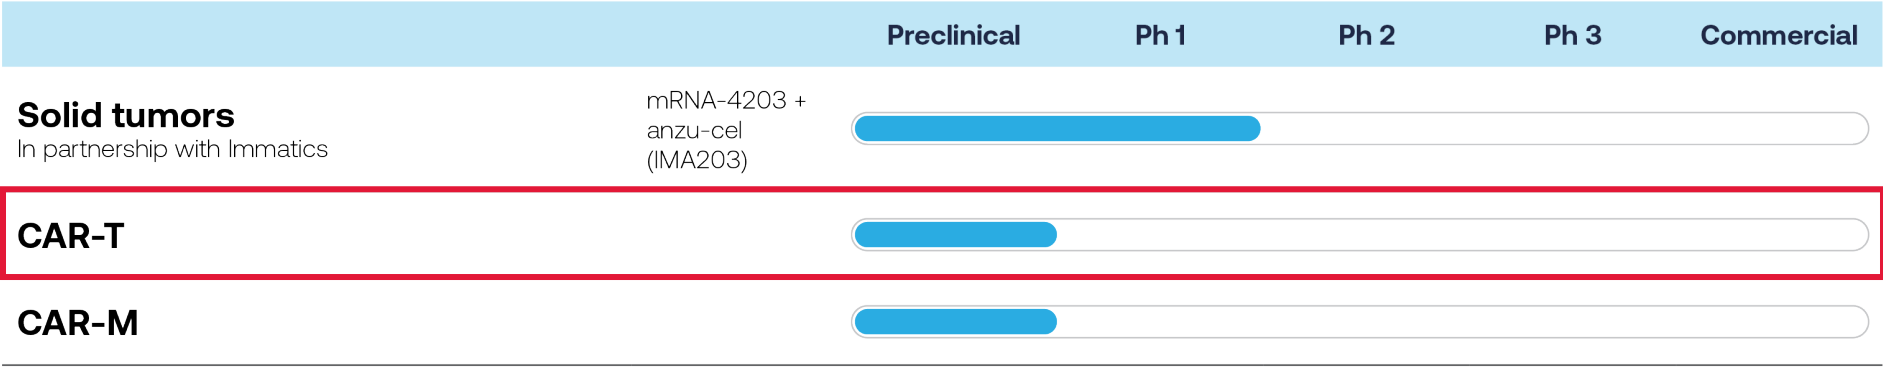 Preclinical Ph 1 Ph 2 Ph 3 Commercial
Solid tumors
In partnership with Immatics
mRNA-4203 +
anzu-cel
(IMA203)
CAR-T
CAR-M